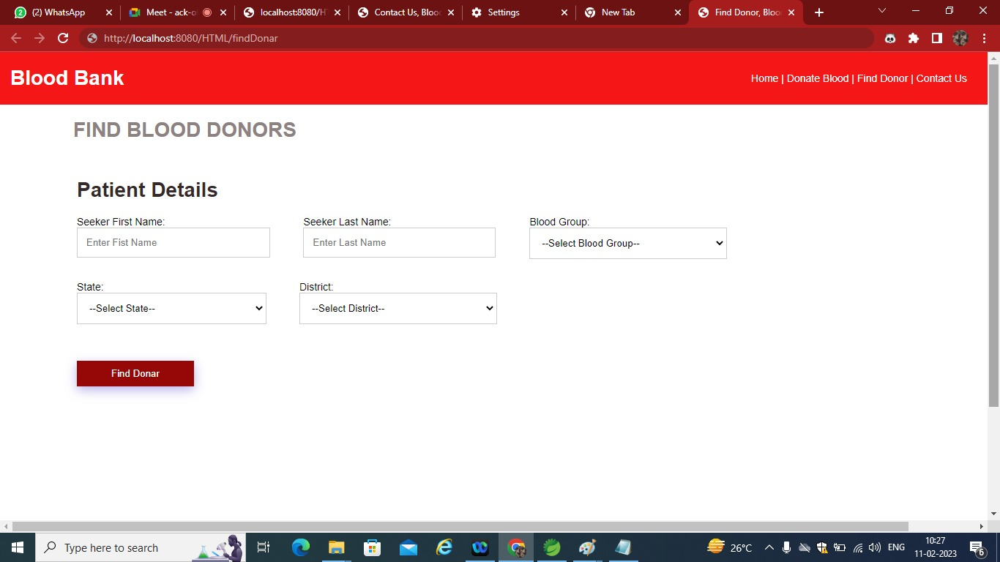 (2) WhatsApp
Meet - ack-o
localhost:8080/H
Contact Us, Bloo
Settings
New Tab
Find Donor, Bloo
http://localhost:8080/HTML/findDonar
Blood Bank
Home | Donate Blood | Find Donor | Contact Us
FIND BLOOD DONORS
Patient Details
Seeker First Name:
Seeker Last Name:
Blood Group:
Enter Fist Name
Enter Last Name
--Select Blood Group--
State:
District:
--Select State--
--Select District--
Find Donar
Type here to search
26°C
ENG
10:27
11-02-2023
6